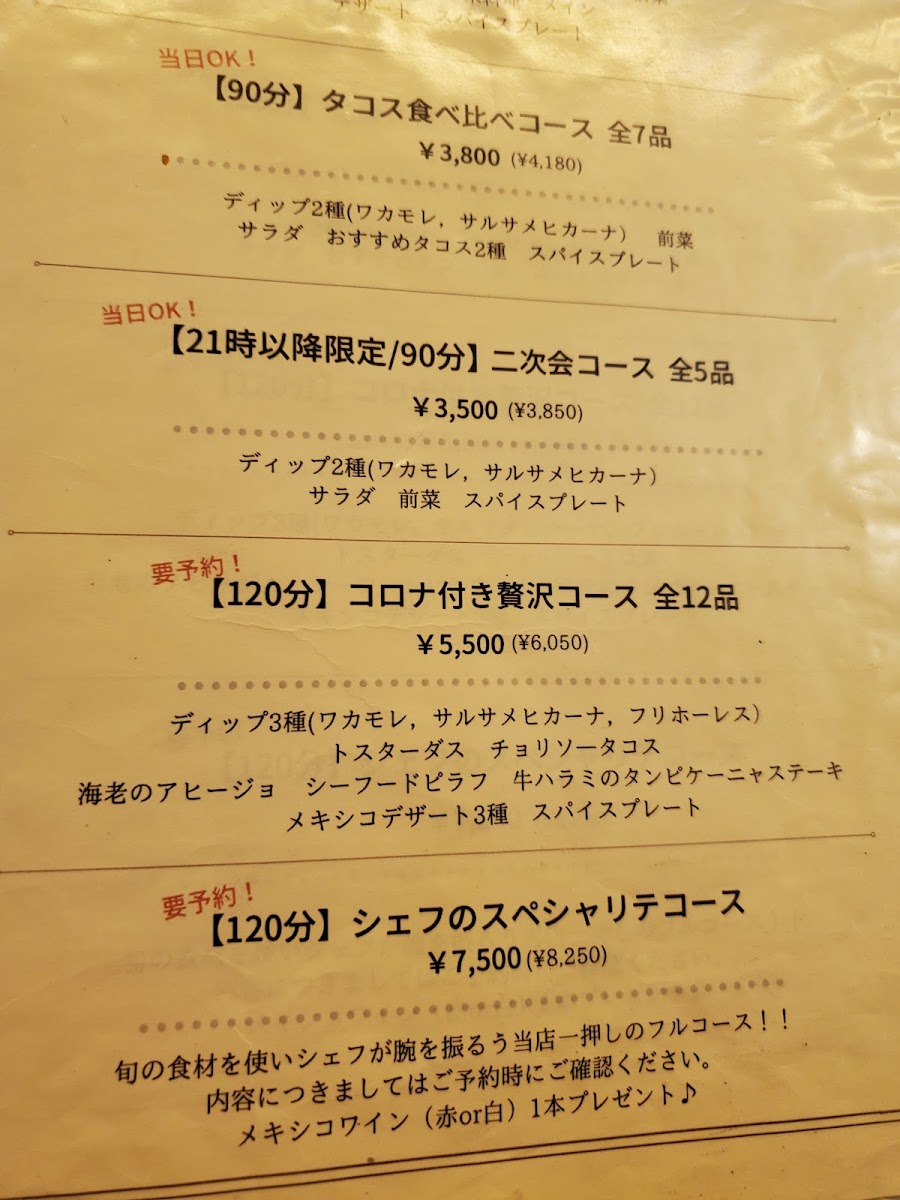 デザート スパイスプレート
当日OK！
【90分】タコス食べ比べコース 全7品
￥3,800 (¥4,180)
ディップ2種(ワカモレ，サルサメヒカーナ） 前菜
サラダ おすすめタコス2種 スパイスプレート
当日OK！
【21時以降限定/90分】二次会コース 全5品
￥3,500 (¥3,850)
ディップ2種(ワカモレ，サルサメヒカーナ）
サラダ 前菜 スパイスプレート
要予約！
【120分】コロナ付き贅沢コース 全12品
￥5,500 (¥6,050)
ディップ3種(ワカモレ，サルサメヒカーナ，フリホーレス）
トスターダス チョリソータコス
海老のアヒージョ シーフードピラフ 牛ハラミのタンピケーニャステーキ
メキシコデザート3種 スパイスプレート
要予約！
【120分】シェフのスペシャリテコース
￥7,500 (¥8,250)
旬の食材を使いシェフが腕を振るう当店一押しのフルコース！！
内容につきましてはご予約時にご確認ください。
メキシコワイン（赤or白）1本プレゼント♪